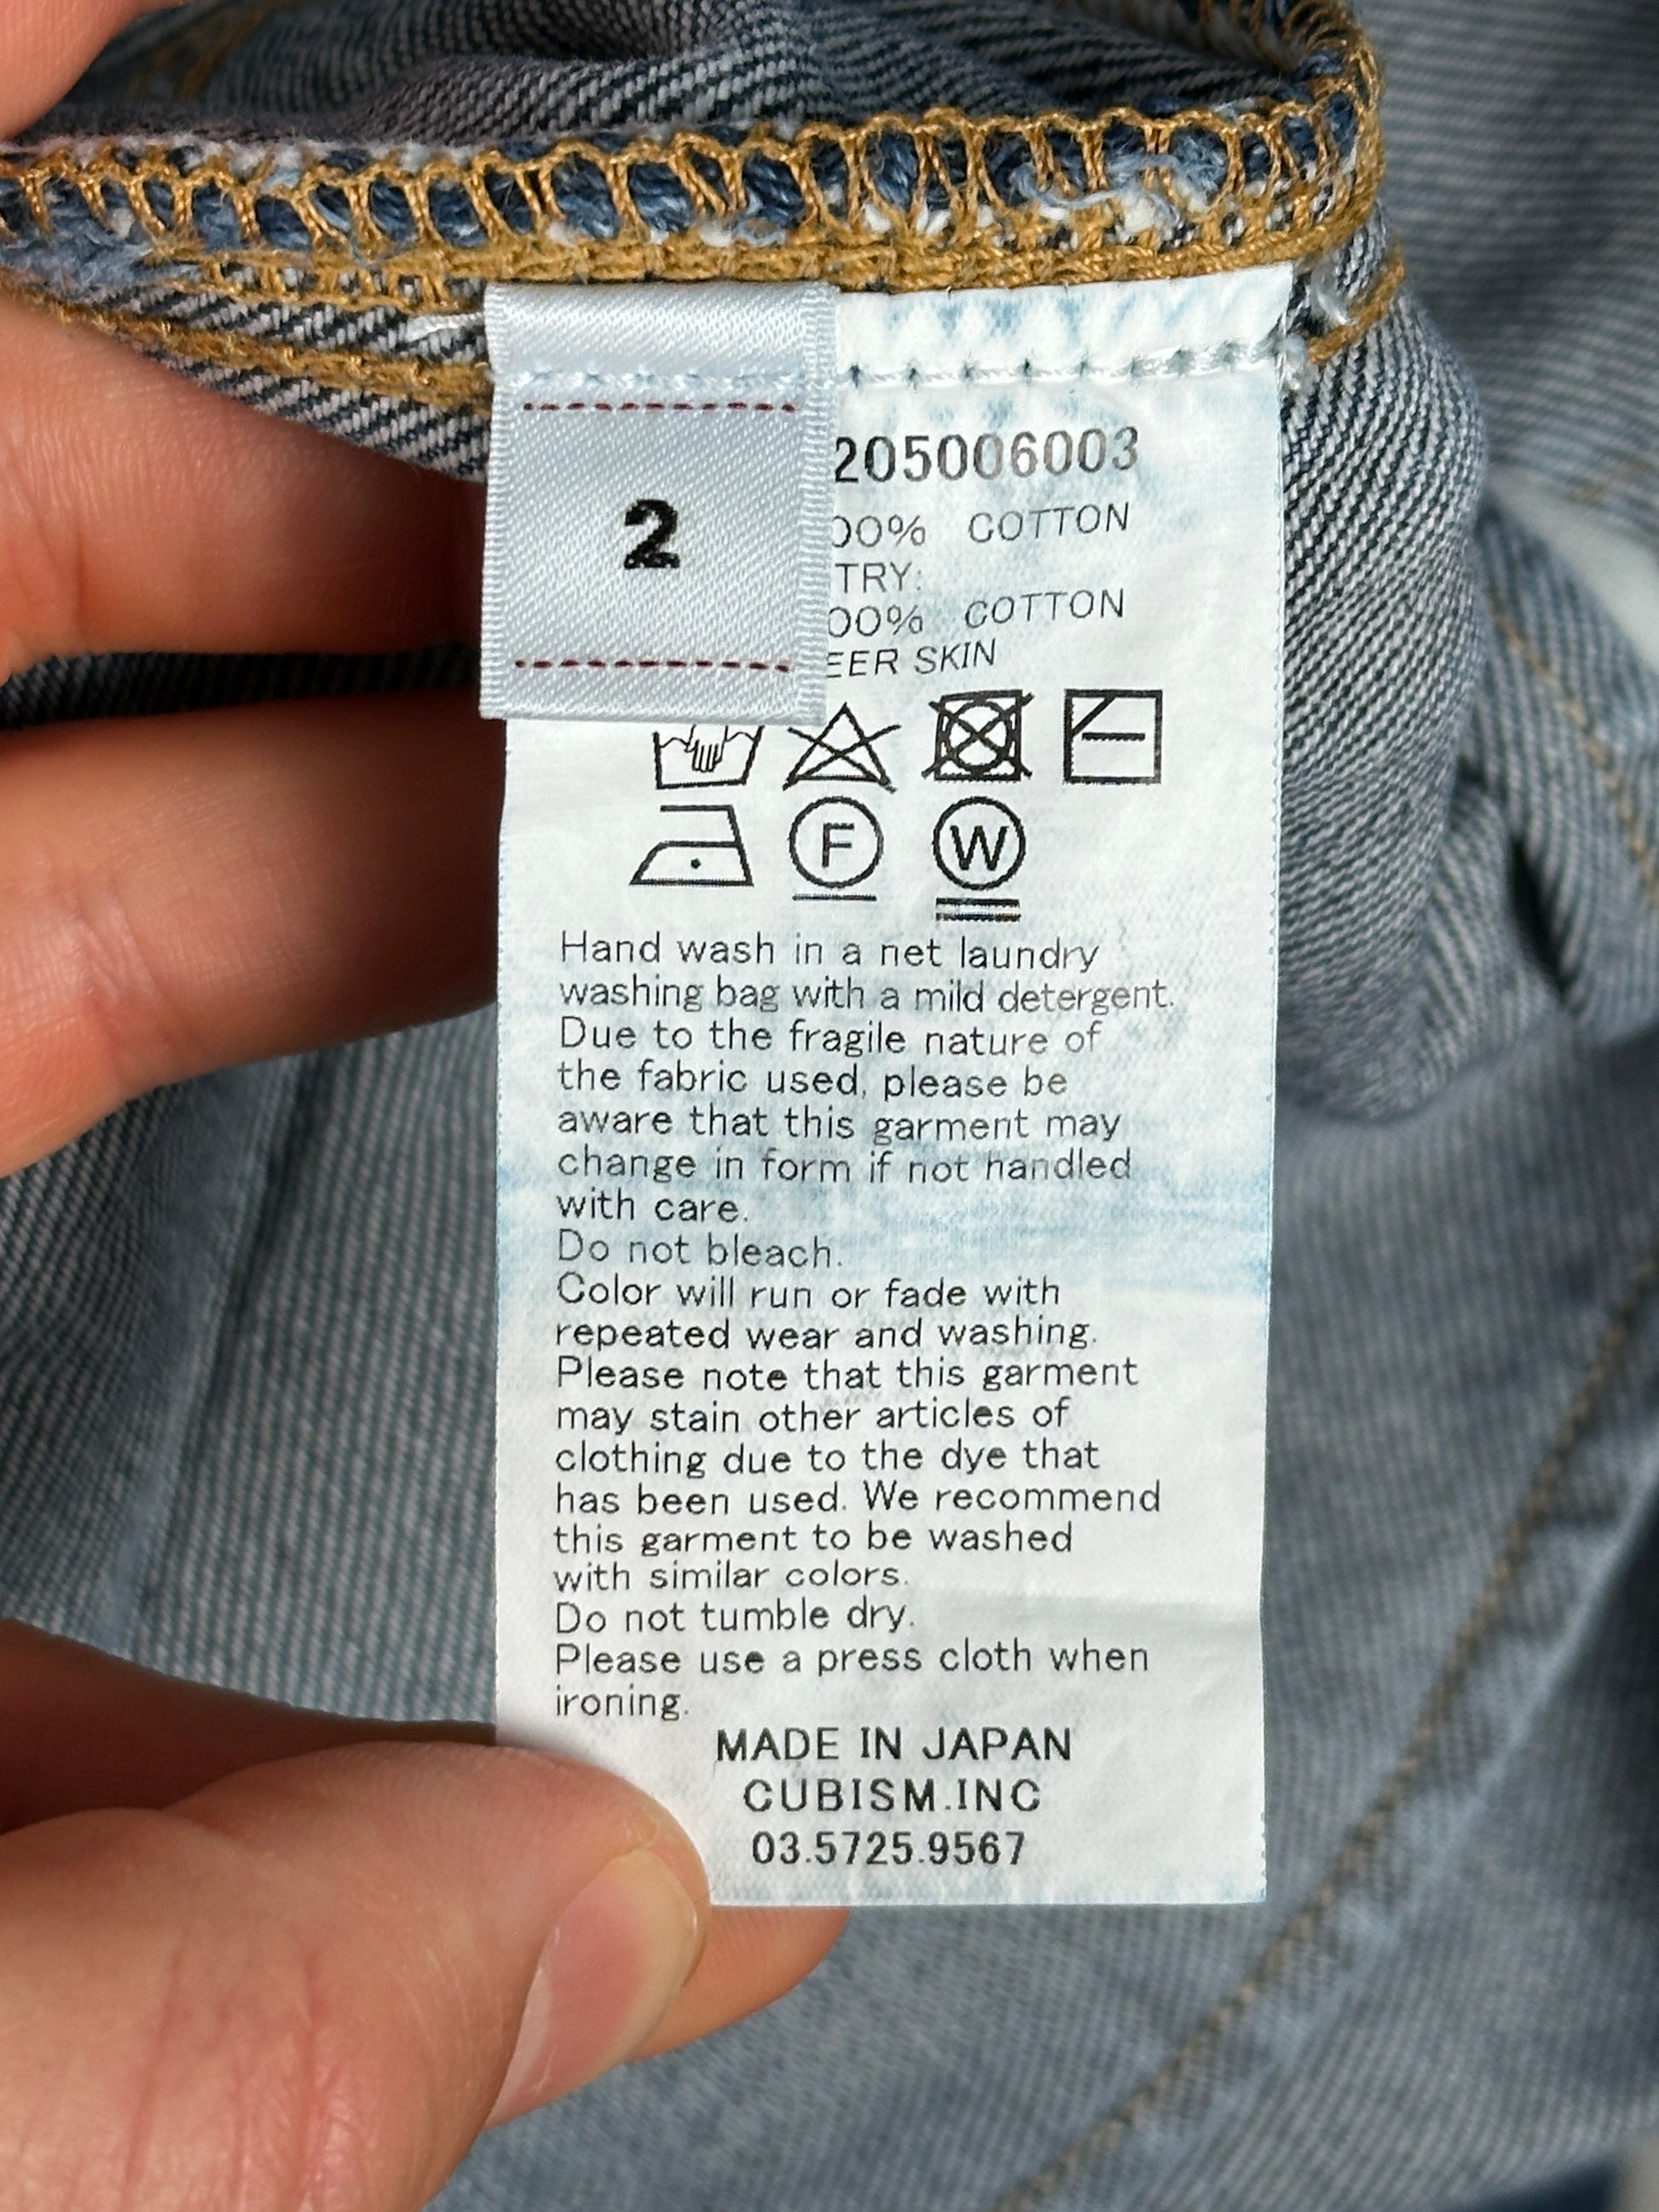 2
205006003
00% COTTON
TRY:
00% COTTON
EER SKIN
F
W
Hand wash in a net laundry
washing bag with a mild detergent.
Due to the fragile nature of
the fabric used, please be
aware that this garment may
change in form if not handled
with care.
Do not bleach.
Color will run or fade with
repeated wear and washing.
Please note that this garment
may stain other articles of
clothing due to the dye that
has been used. We recommend
this garment to be washed
with similar colors.
Do not tumble dry.
Please use a press cloth when
ironing.
MADE IN JAPAN
CUBISM.INC
03.5725.9567